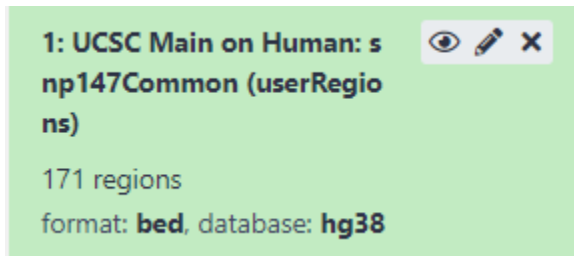 1: UCSC Main on Human: s
np147Common (userRegio
ns)
171 regions
format: bed, database: hg38